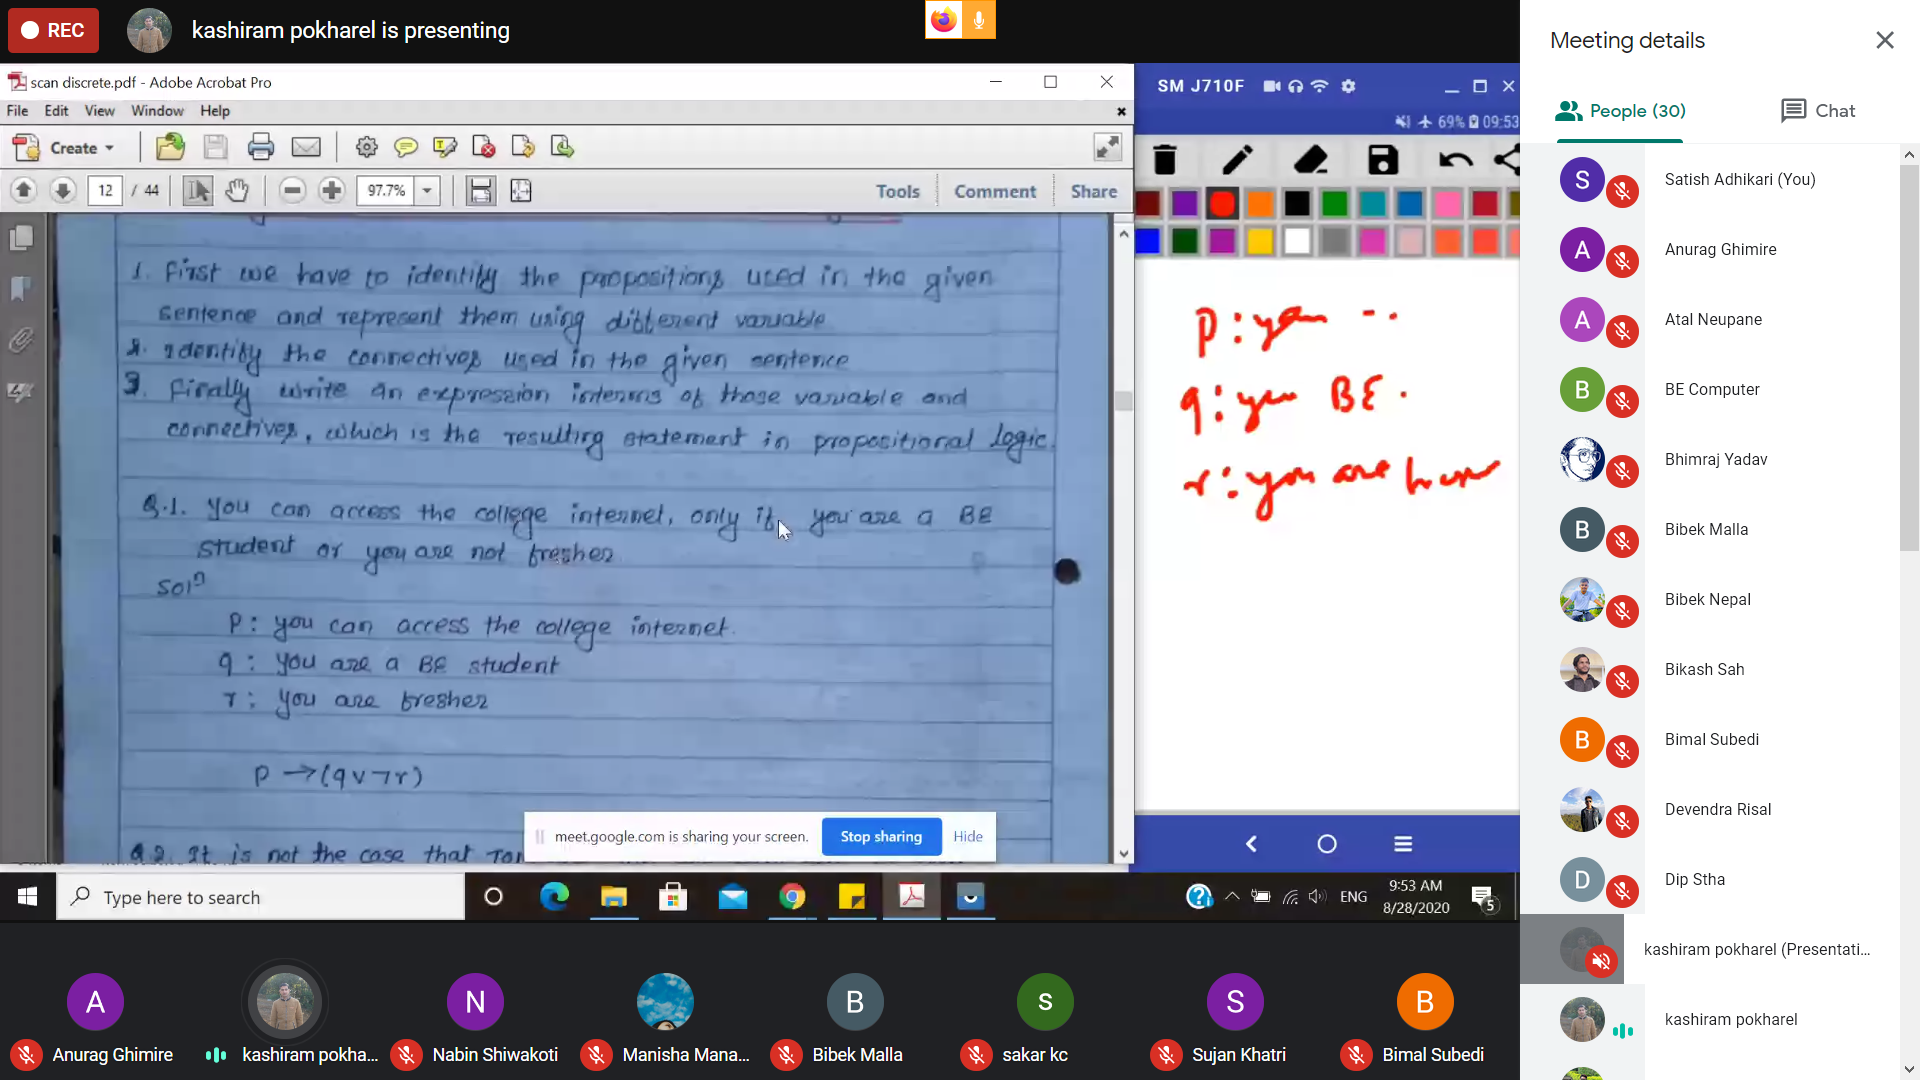 REC
kashiram pokharel is presenting
scan discrete.pdf - Adobe Acrobat Pro
File Edit View Window Help
Create
12 / 44
97.7%
Tools Comment Share
1. First we have to identify the propositions used in the given
sentence and represent them using different variable
2. Identify the connectives used in the given sentence
3. Finally write an expression interms of those variable and
connectives, which is the resulting statement in propositional logic.
Q.1. You can access the college internet, only if you are a BE
student or you are not fresher
Solⁿ
P: you can access the college internet.
q: You are a BE student
r: you are fresher
P → (q ∨ ¬r)
Q 2. It is not the case that
meet.google.com is sharing your screen.
Stop sharing
Hide
SM J710F
69% 09:53
p: you ..
q: you BE.
r: you are
Type here to search
ENG
9:53 AM
8/28/2020
5
Meeting details
People (30)
Chat
S
Satish Adhikari (You)
A
Anurag Ghimire
A
Atal Neupane
B
BE Computer
Bhimraj Yadav
B
Bibek Malla
Bibek Nepal
Bikash Sah
B
Bimal Subedi
Devendra Risal
D
Dip Stha
kashiram pokharel (Presentati...
kashiram pokharel
A
N
B
s
S
B
Anurag Ghimire
kashiram pokha...
Nabin Shiwakoti
Manisha Mana...
Bibek Malla
sakar kc
Sujan Khatri
Bimal Subedi